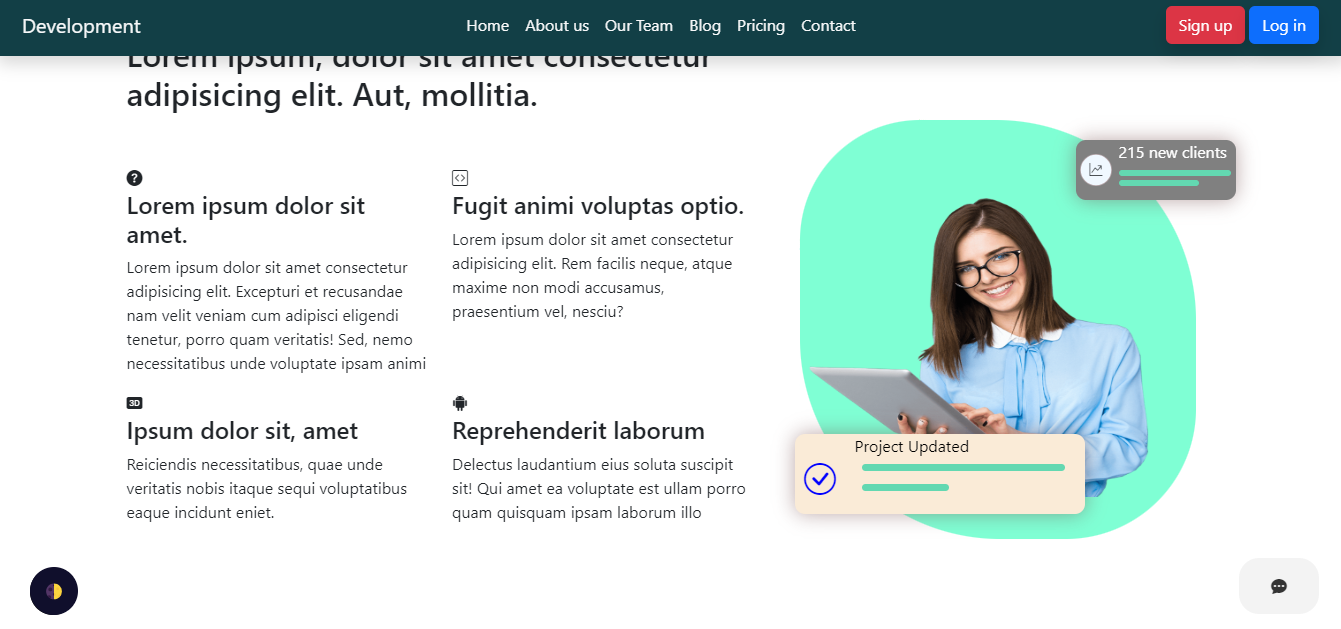 Development
Home
About us
Our Team
Blog
Pricing
Contact
Sign up
Log in
Lorem ipsum, dolor sit amet consectetur
adipisicing elit. Aut, mollitia.
Lorem ipsum dolor sit
amet.
Lorem ipsum dolor sit amet consectetur
adipisicing elit. Excepturi et recusandae
nam velit veniam cum adipisci eligendi
tenetur, porro quam veritatis! Sed, nemo
necessitatibus unde voluptate ipsam animi
Fugit animi voluptas optio.
Lorem ipsum dolor sit amet consectetur
adipisicing elit. Rem facilis neque, atque
maxime non modi accusamus,
praesentium vel, nesciu?
3D
Ipsum dolor sit, amet
Reiciendis necessitatibus, quae unde
veritatis nobis itaque sequi voluptatibus
eaque incidunt eniet.
Reprehenderit laborum
Delectus laudantium eius soluta suscipit
sit! Qui amet ea voluptate est ullam porro
quam quisquam ipsam laborum illo
215 new clients
Project Updated